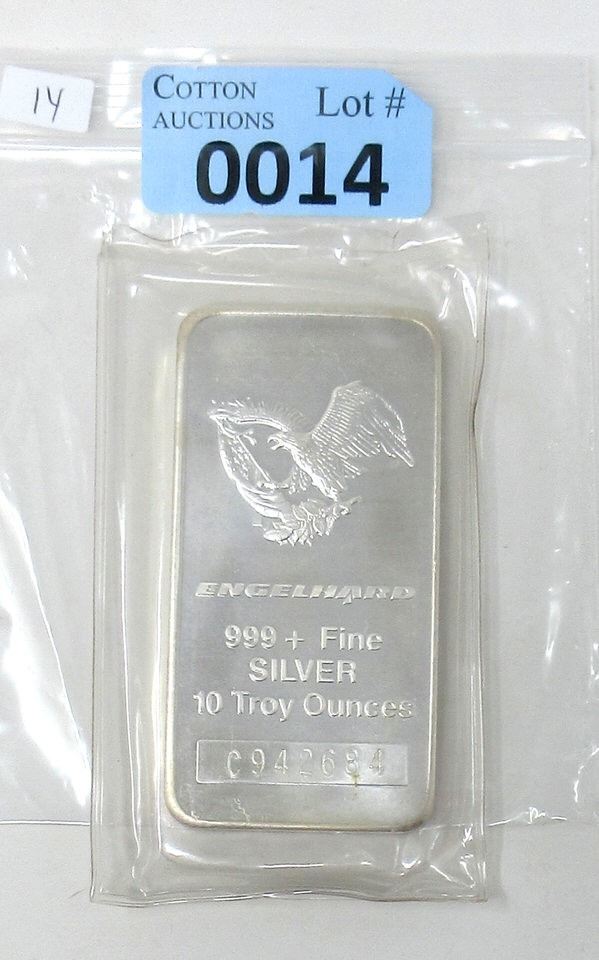 14
COTTON AUCTIONS
Lot #
0014
ENGELHARD
999 + Fine
SILVER
10 Troy Ounces
C942684